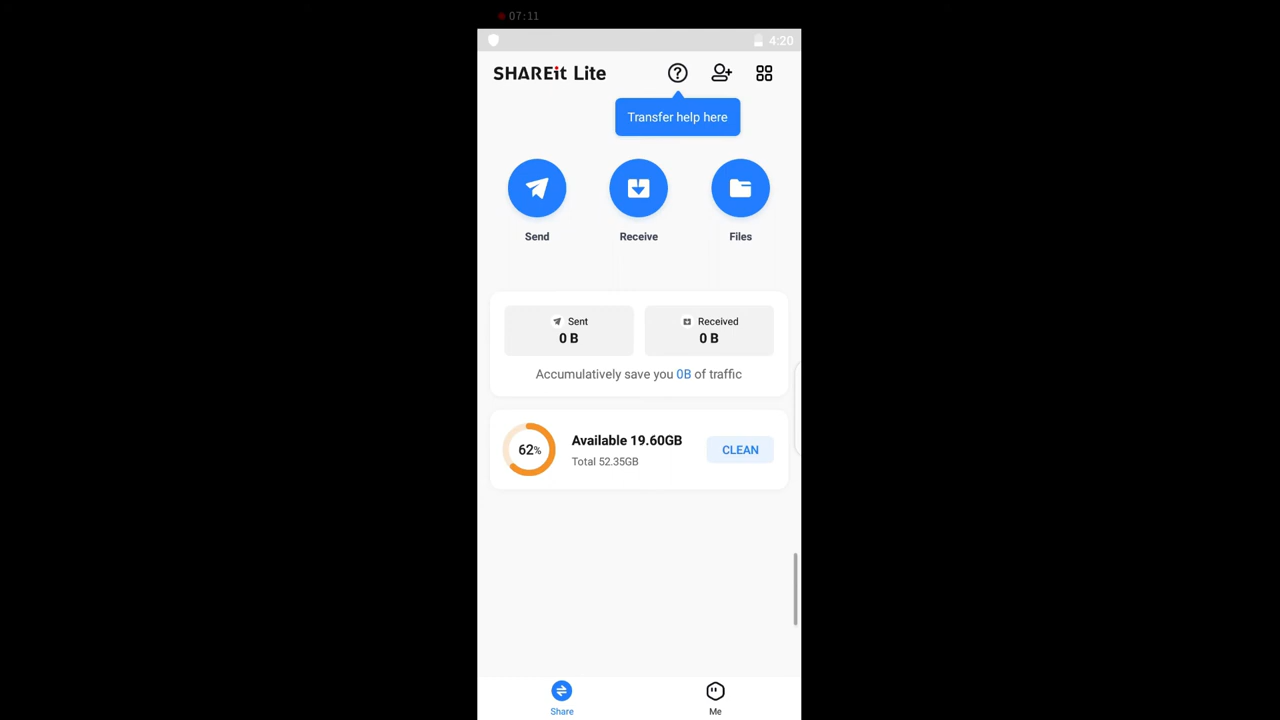 07:11
4:20
SHAREit Lite
Transfer help here
Send
Receive
Files
Sent
0 B
Received
0 B
Accumulatively save you 0B of traffic
62%
Available 19.60GB
Total 52.35GB
CLEAN
Share
Me